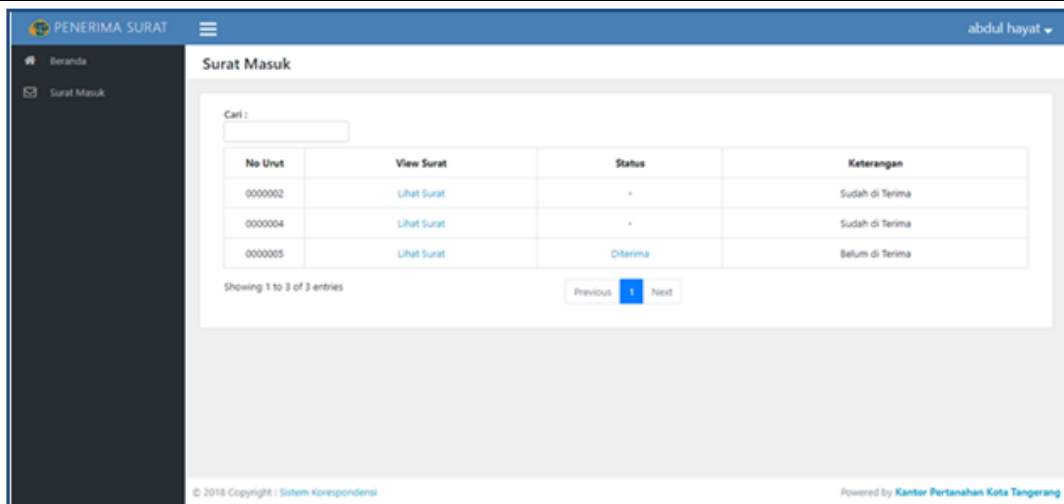 PENERIMA SURAT
abdul hayat
Beranda
Surat Masuk
Surat Masuk
Cari :
No Urut View Surat Status Keterangan
0000002 Lihat Surat - Sudah di Terima
0000004 Lihat Surat - Sudah di Terima
0000005 Lihat Surat Diterima Belum di Terima
Showing 1 to 3 of 3 entries
Previous 1 Next
© 2018 Copyright : Sistem Korespondensi
Powered by Kantor Pertanahan Kota Tangerang